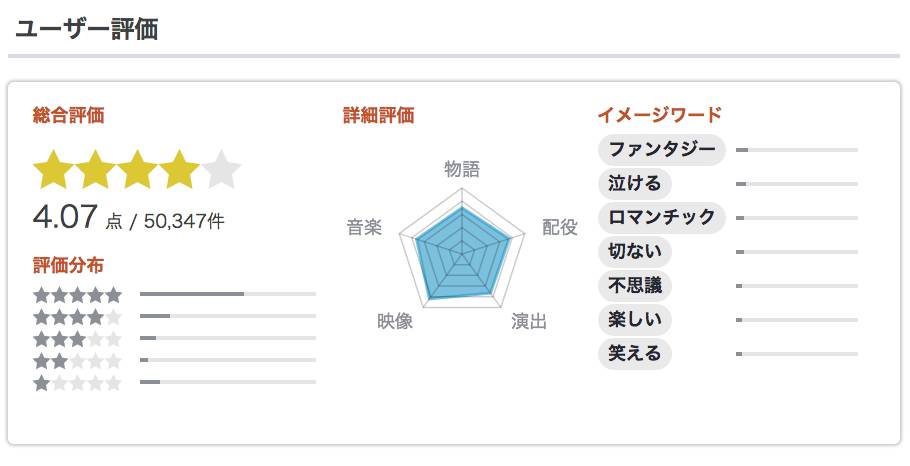 ユーザー評価
総合評価
4.07 点 / 50,347件
評価分布
詳細評価
物語
音楽
配役
映像
演出
イメージワード
ファンタジー
泣ける
ロマンチック
切ない
不思議
楽しい
笑える